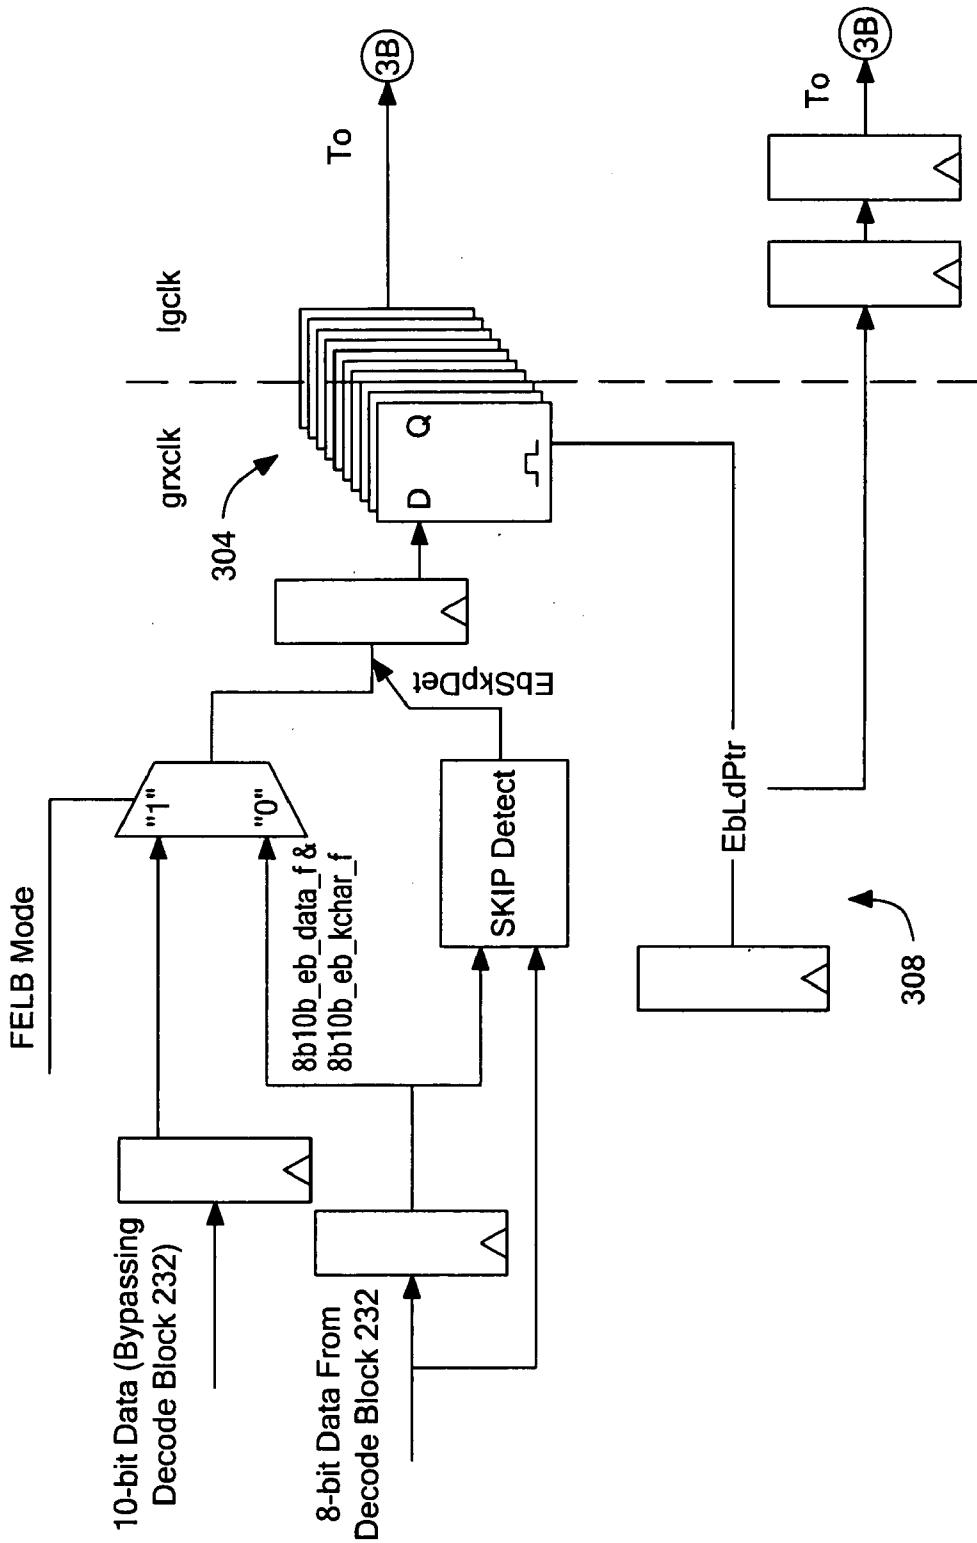 FELB Mode
10-bit Data (Bypassing
Decode Block 232)
8-bit Data From
Decode Block 232
"1"
"0"
8b10b_eb_data_f &
8b10b_eb_kchar_f
SKIP Detect
EbSkpDet
304
D
Q
grxclk
lgclk
To
3B
308
EbLdPtr
To
3B